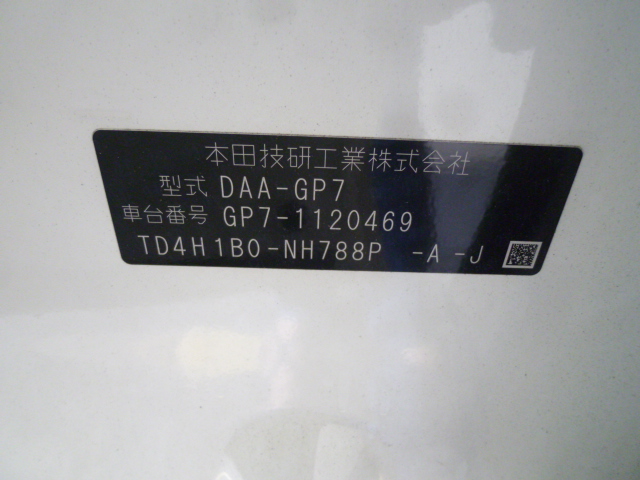 本田技研工業株式会社
型式 DAA-GP7
車台番号 GP7-1120469
TD4H1B0-NH788P -A -J